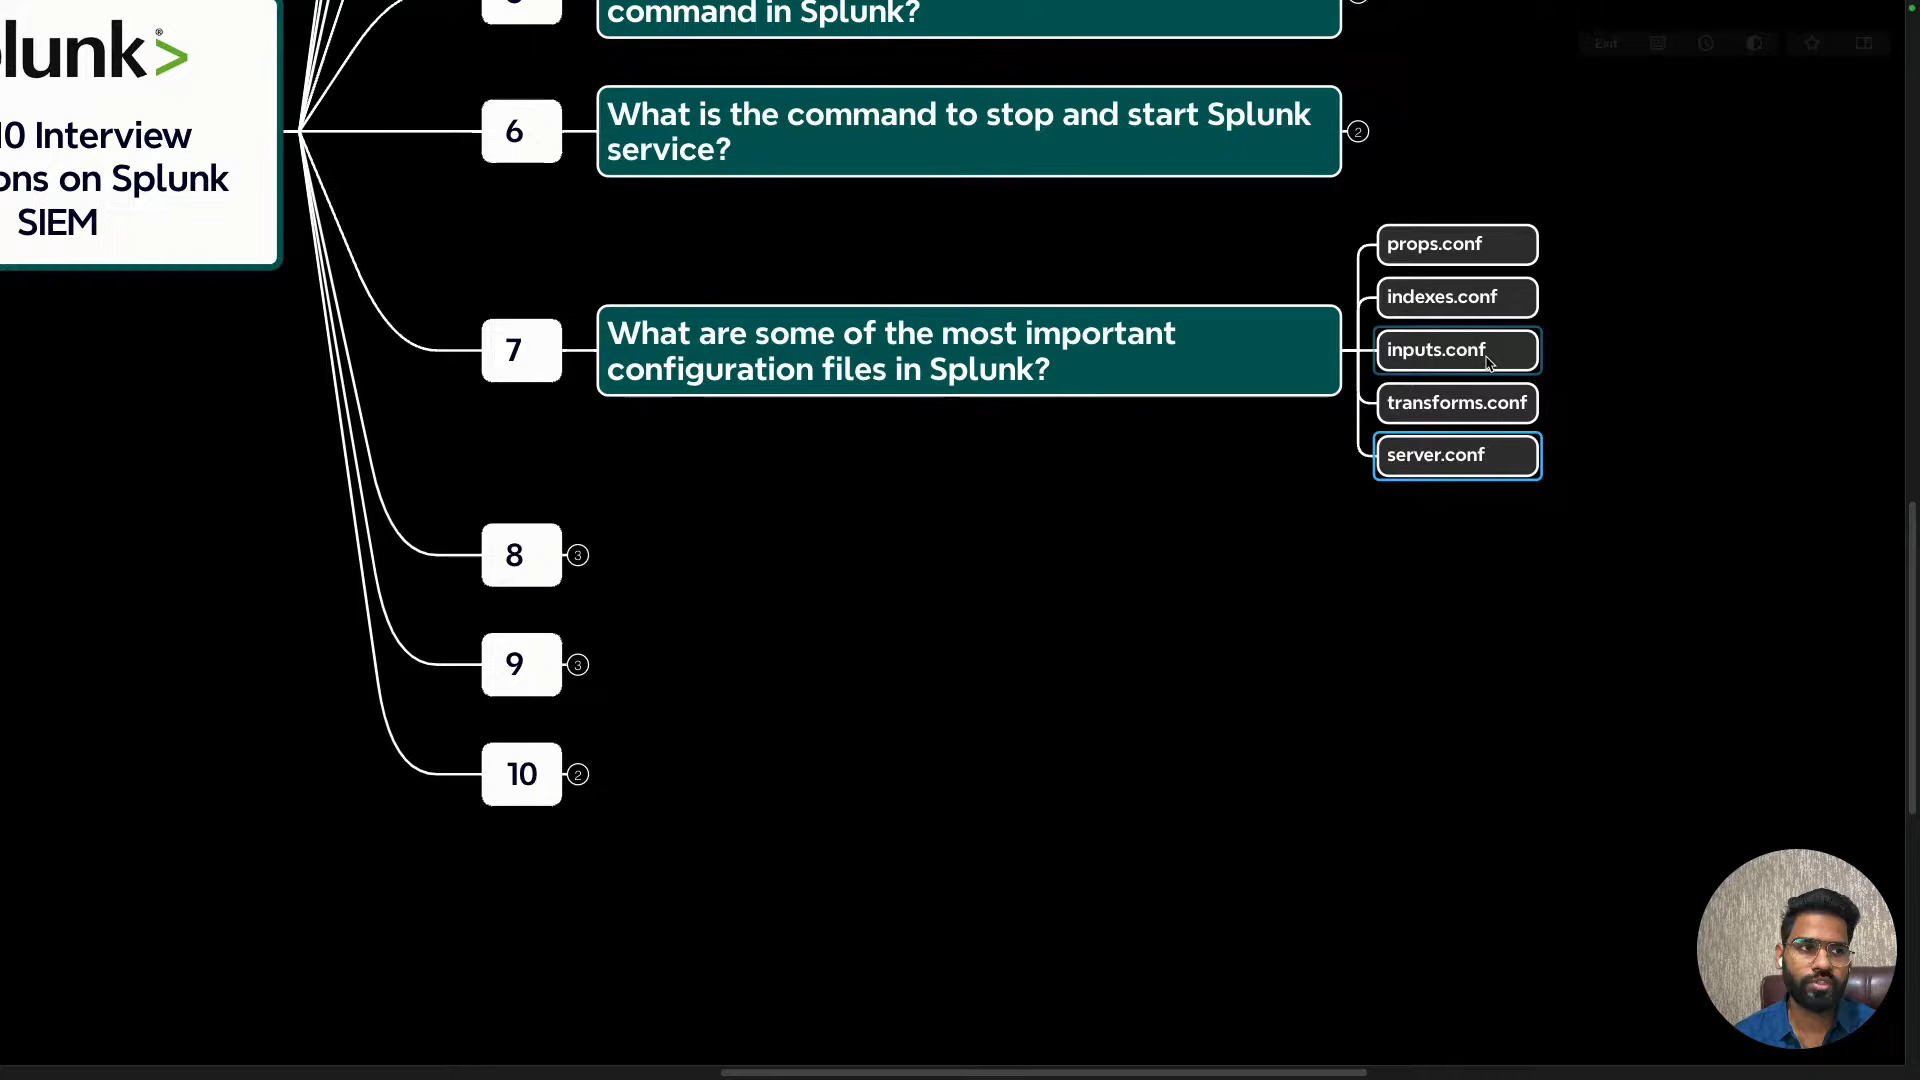 command in Splunk?
lunk>
10 Interview
ons on Splunk
SIEM
6
What is the command to stop and start Splunk
service?
2
7
What are some of the most important
configuration files in Splunk?
props.conf
indexes.conf
inputs.conf
transforms.conf
server.conf
8
3
9
3
10
2
Exit